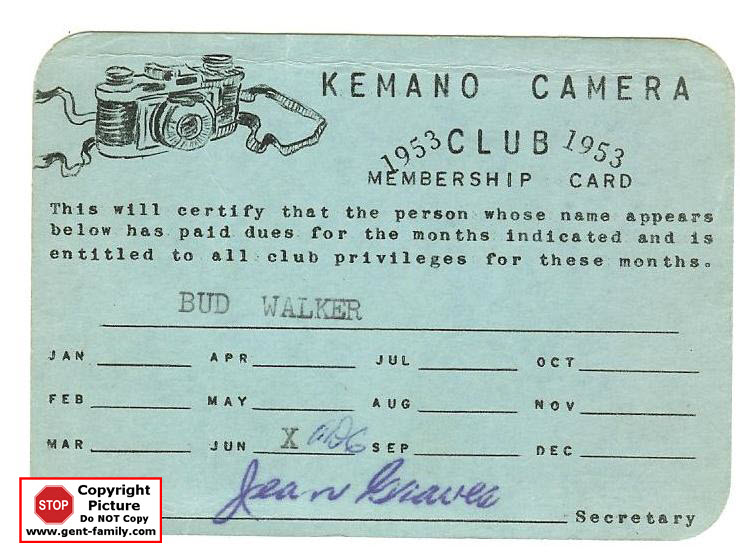 KEMANO CAMERA
1953 CLUB 1953
MEMBERSHIP CARD
This will certify that the person whose name appears
below has paid dues for the months indicated and is
entitled to all club privileges for these months.
BUD WALKER
JAN APR JUL OCT
FEB MAY AUG NOV
MAR JUN X SEP DEC
Jean Graves
Secretary
STOP
Copyright
Picture
Do NOT Copy
www.gent-family.com